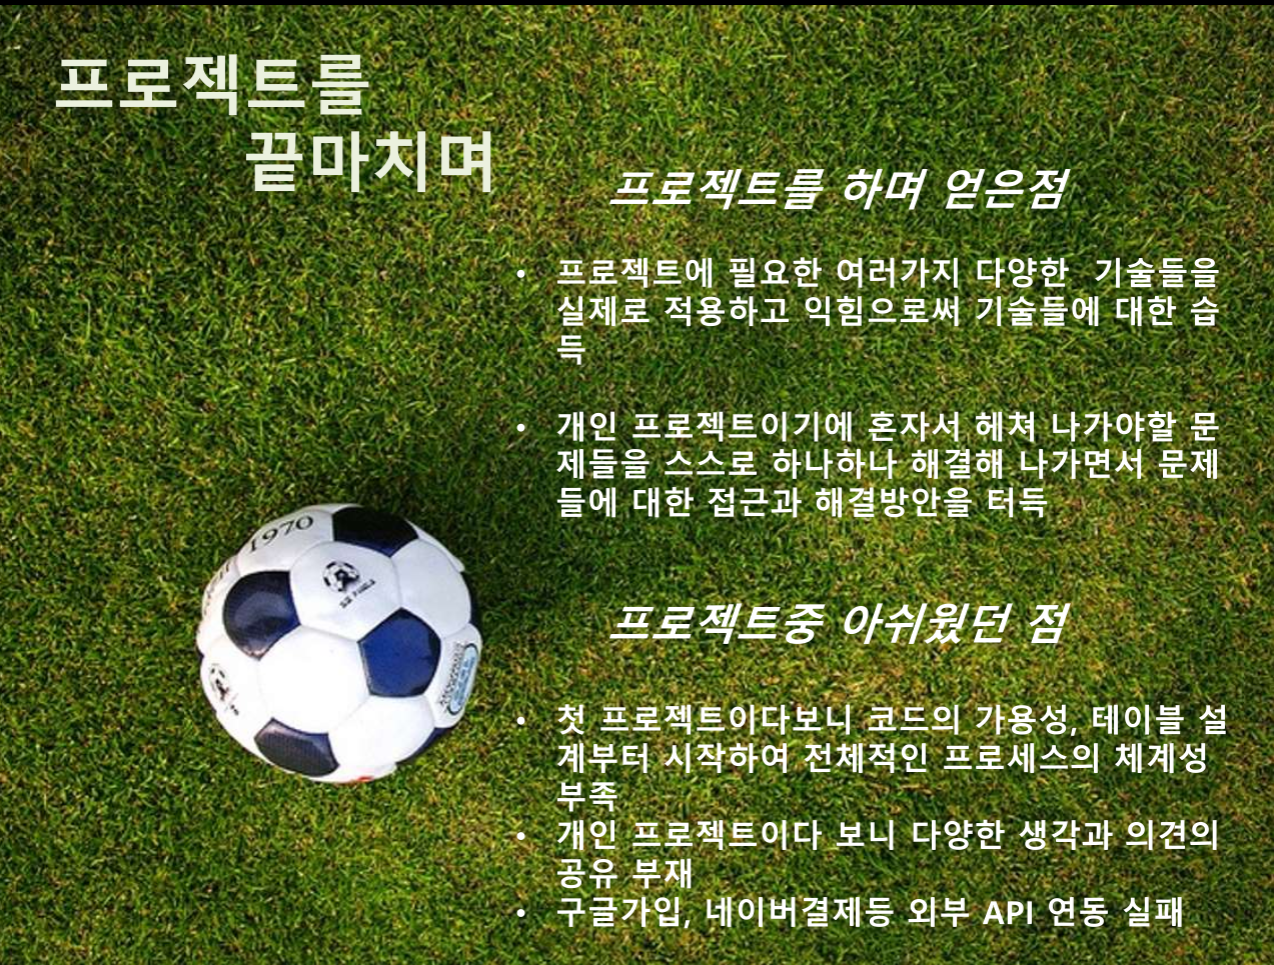 프로젝트를
끝마치며
프로젝트를 하며 얻은점
• 프로젝트에 필요한 여러가지 다양한 기술들을
실제로 적용하고 익힘으로써 기술들에 대한 습
득
• 개인 프로젝트이기에 혼자서 헤쳐 나가야할 문
제들을 스스로 하나하나 해결해 나가면서 문제
들에 대한 접근과 해결방안을 터득
1970
프로젝트중 아쉬웠던 점
• 첫 프로젝트이다보니 코드의 가용성, 테이블 설
계부터 시작하여 전체적인 프로세스의 체계성
부족
• 개인 프로젝트이다 보니 다양한 생각과 의견의
공유 부재
• 구글가입, 네이버결제등 외부 API 연동 실패